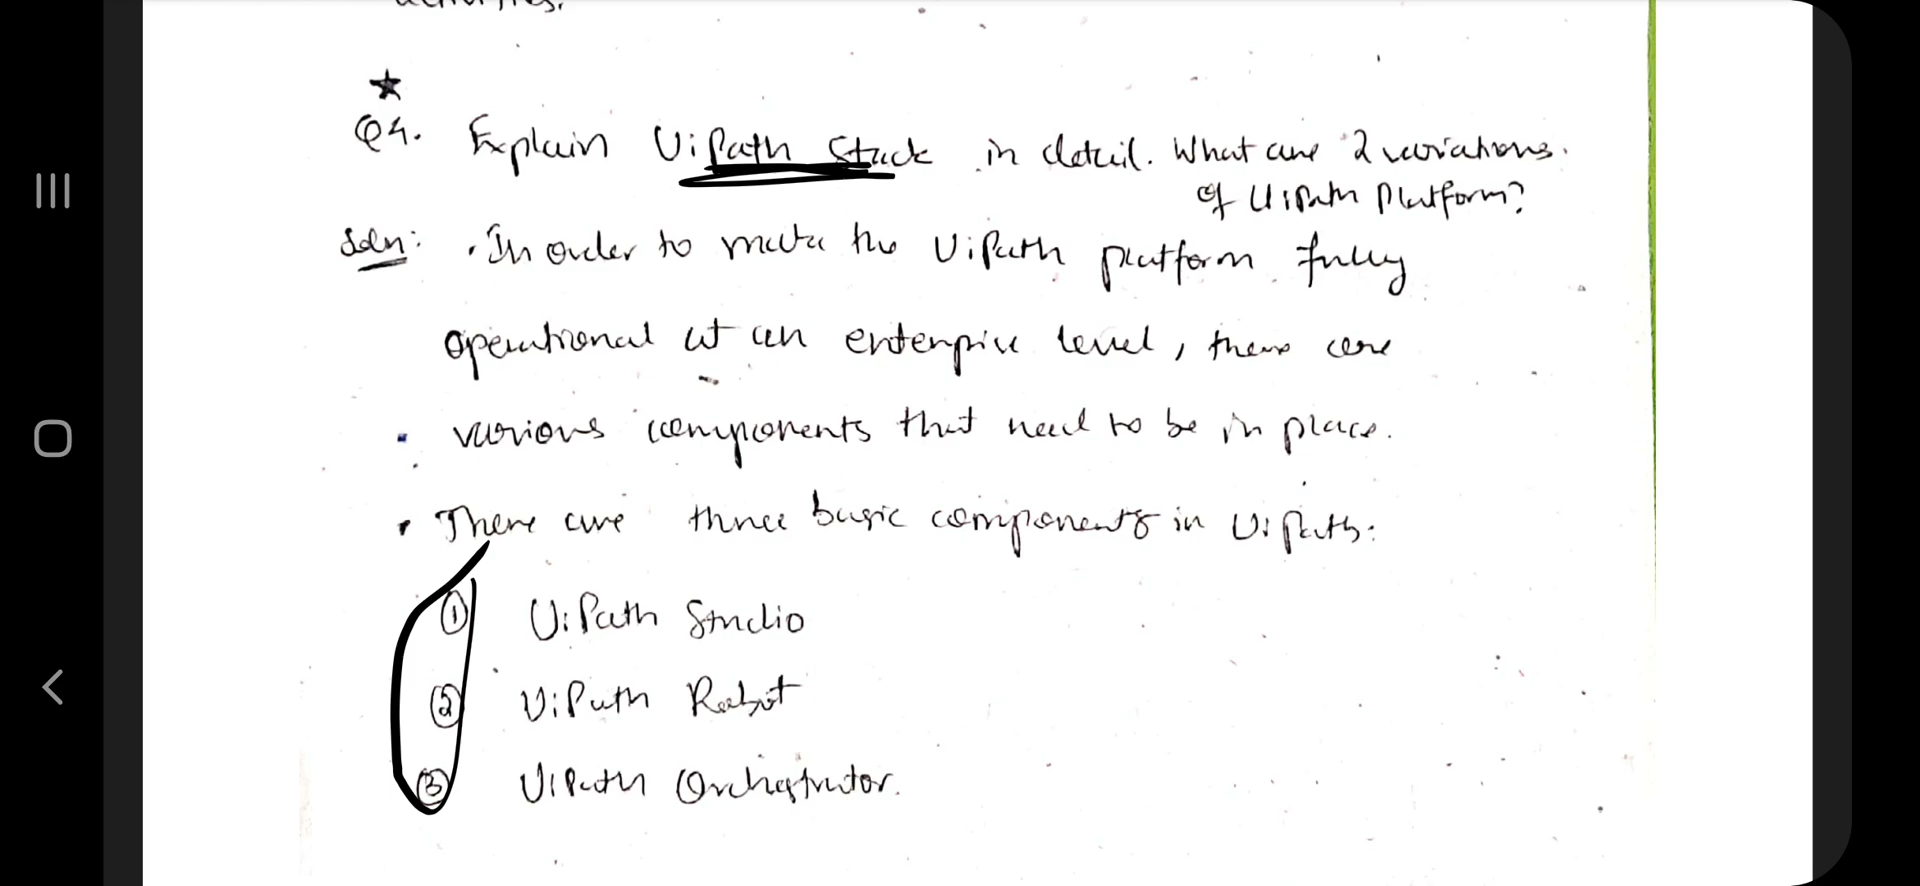 Q4. Explain UiPath Stack in detail. What are 2 variations
of UiPath Platform?
Soln: • In order to make the UiPath platform fully
operational at an enterprise level, there are
• various components that need to be in place.
• There are three basic components in UiPath:
① UiPath Studio
② UiPath Robot
③ UiPath Orchestrator.